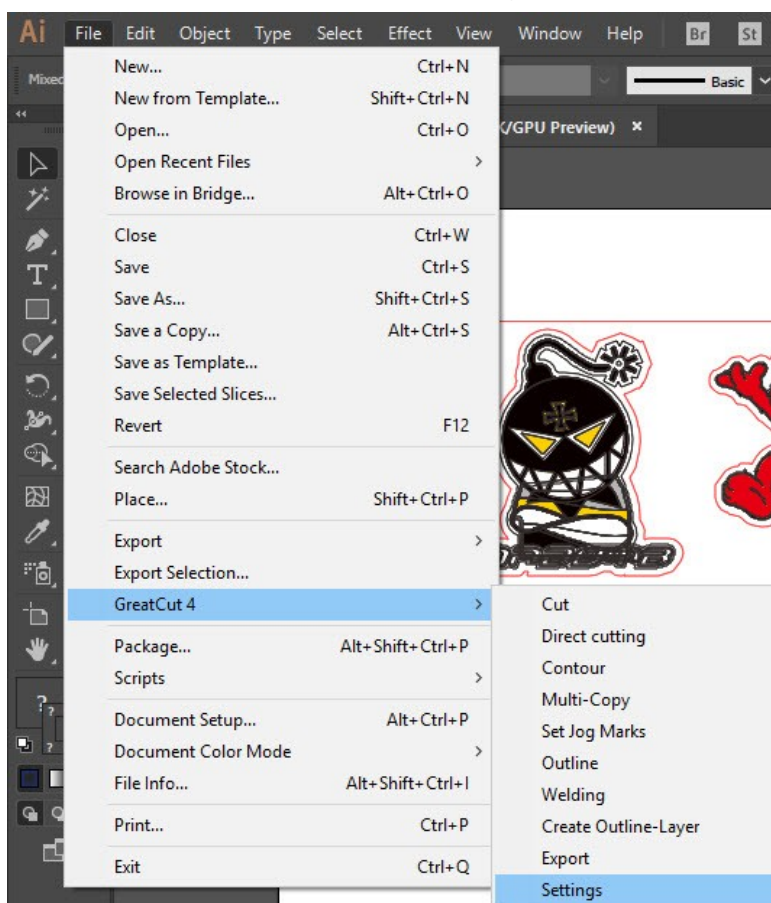 Ai File Edit Object Type Select Effect View Window Help Br St
Mixed
Basic
New... Ctrl+N
New from Template... Shift+Ctrl+N
Open... Ctrl+O
/GPU Preview) ×
Open Recent Files >
Browse in Bridge... Alt+Ctrl+O
Close Ctrl+W
Save Ctrl+S
Save As... Shift+Ctrl+S
Save a Copy... Alt+Ctrl+S
Save as Template...
Save Selected Slices...
Revert F12
Search Adobe Stock...
Place... Shift+Ctrl+P
Export >
Export Selection...
GreatCut 4 >
Package... Alt+Shift+Ctrl+P
Scripts >
Document Setup... Alt+Ctrl+P
Document Color Mode >
File Info... Alt+Shift+Ctrl+I
Print... Ctrl+P
Exit Ctrl+Q
Cut
Direct cutting
Contour
Multi-Copy
Set Jog Marks
Outline
Welding
Create Outline-Layer
Export
Settings